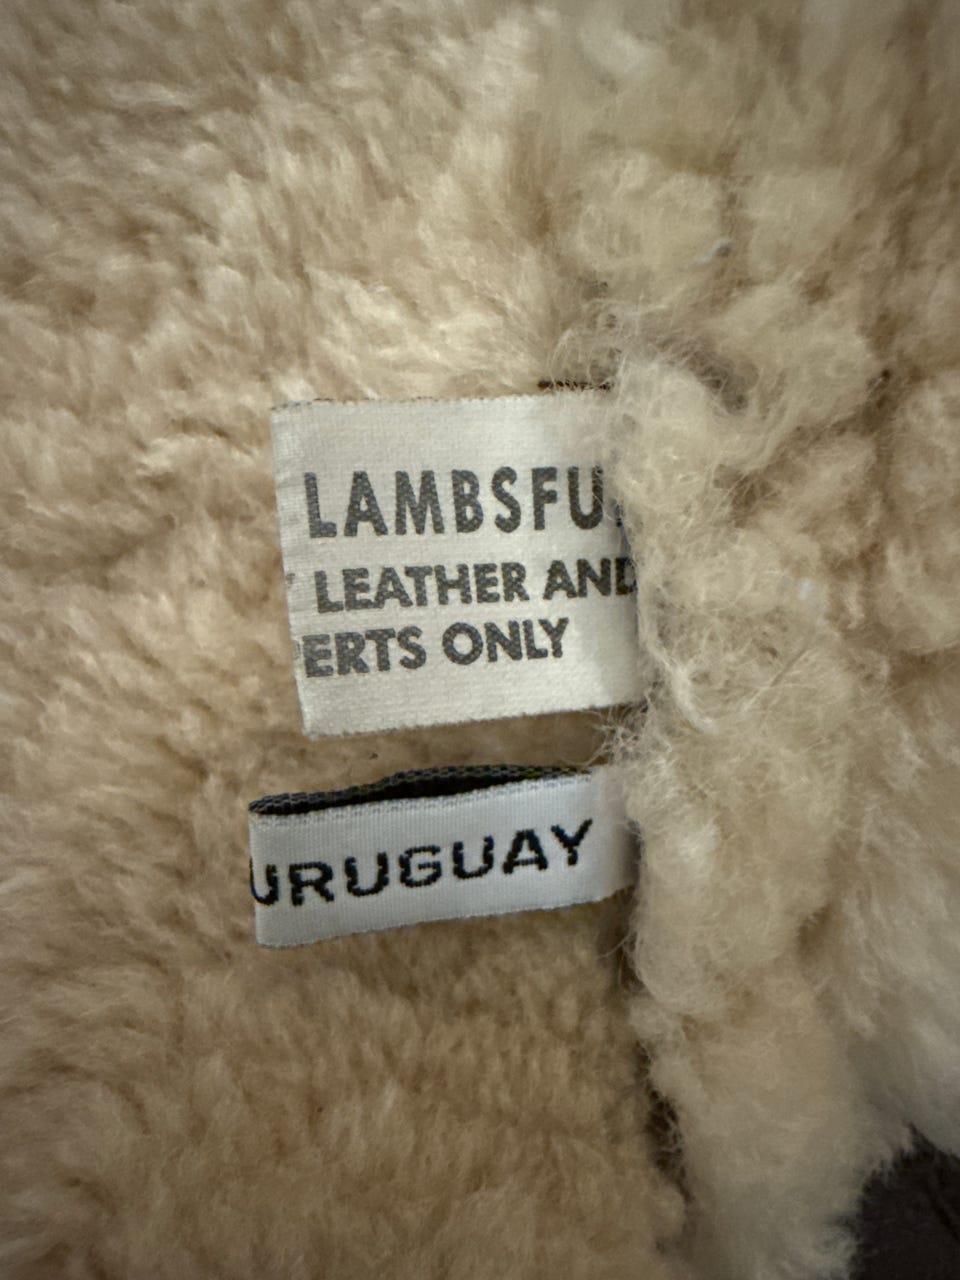 LAMBSFU
LEATHER AND
ERTS ONLY
URUGUAY